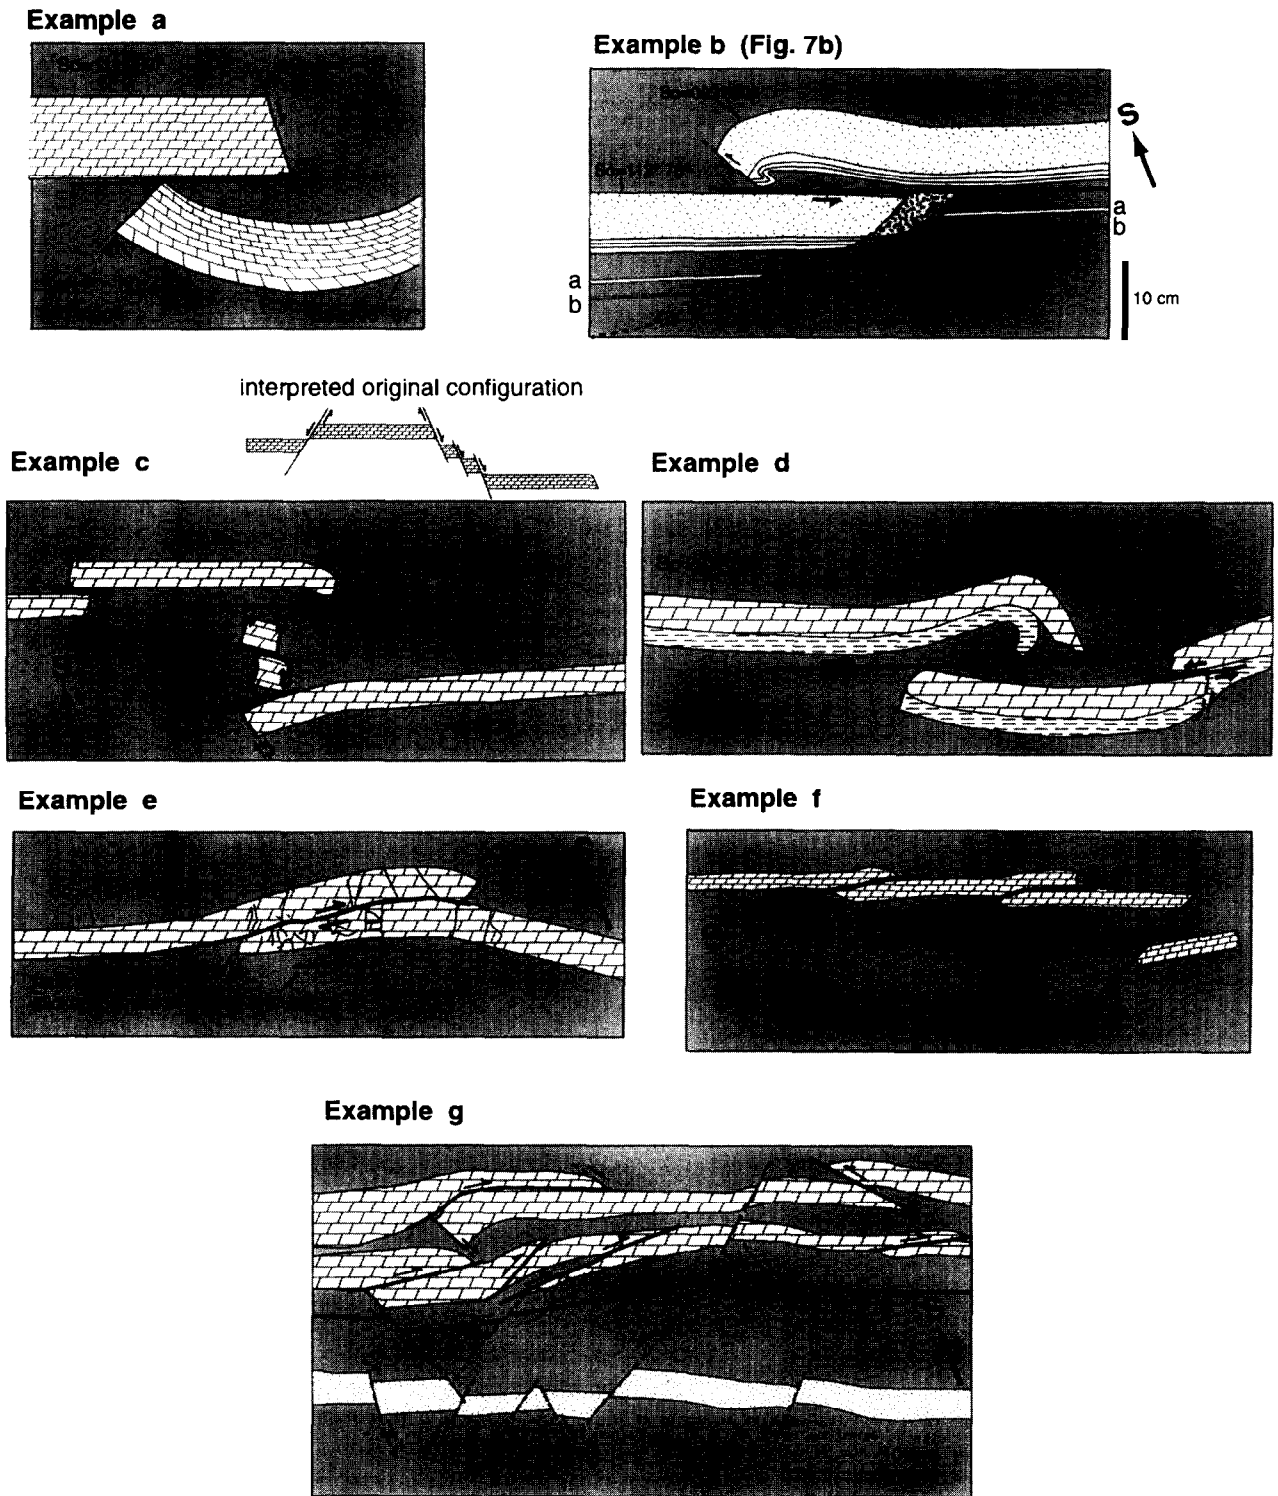 Example a
Example b (Fig. 7b)
S
a
b
a
b
10 cm
interpreted original configuration
Example c
Example d
Example e
Example f
Example g